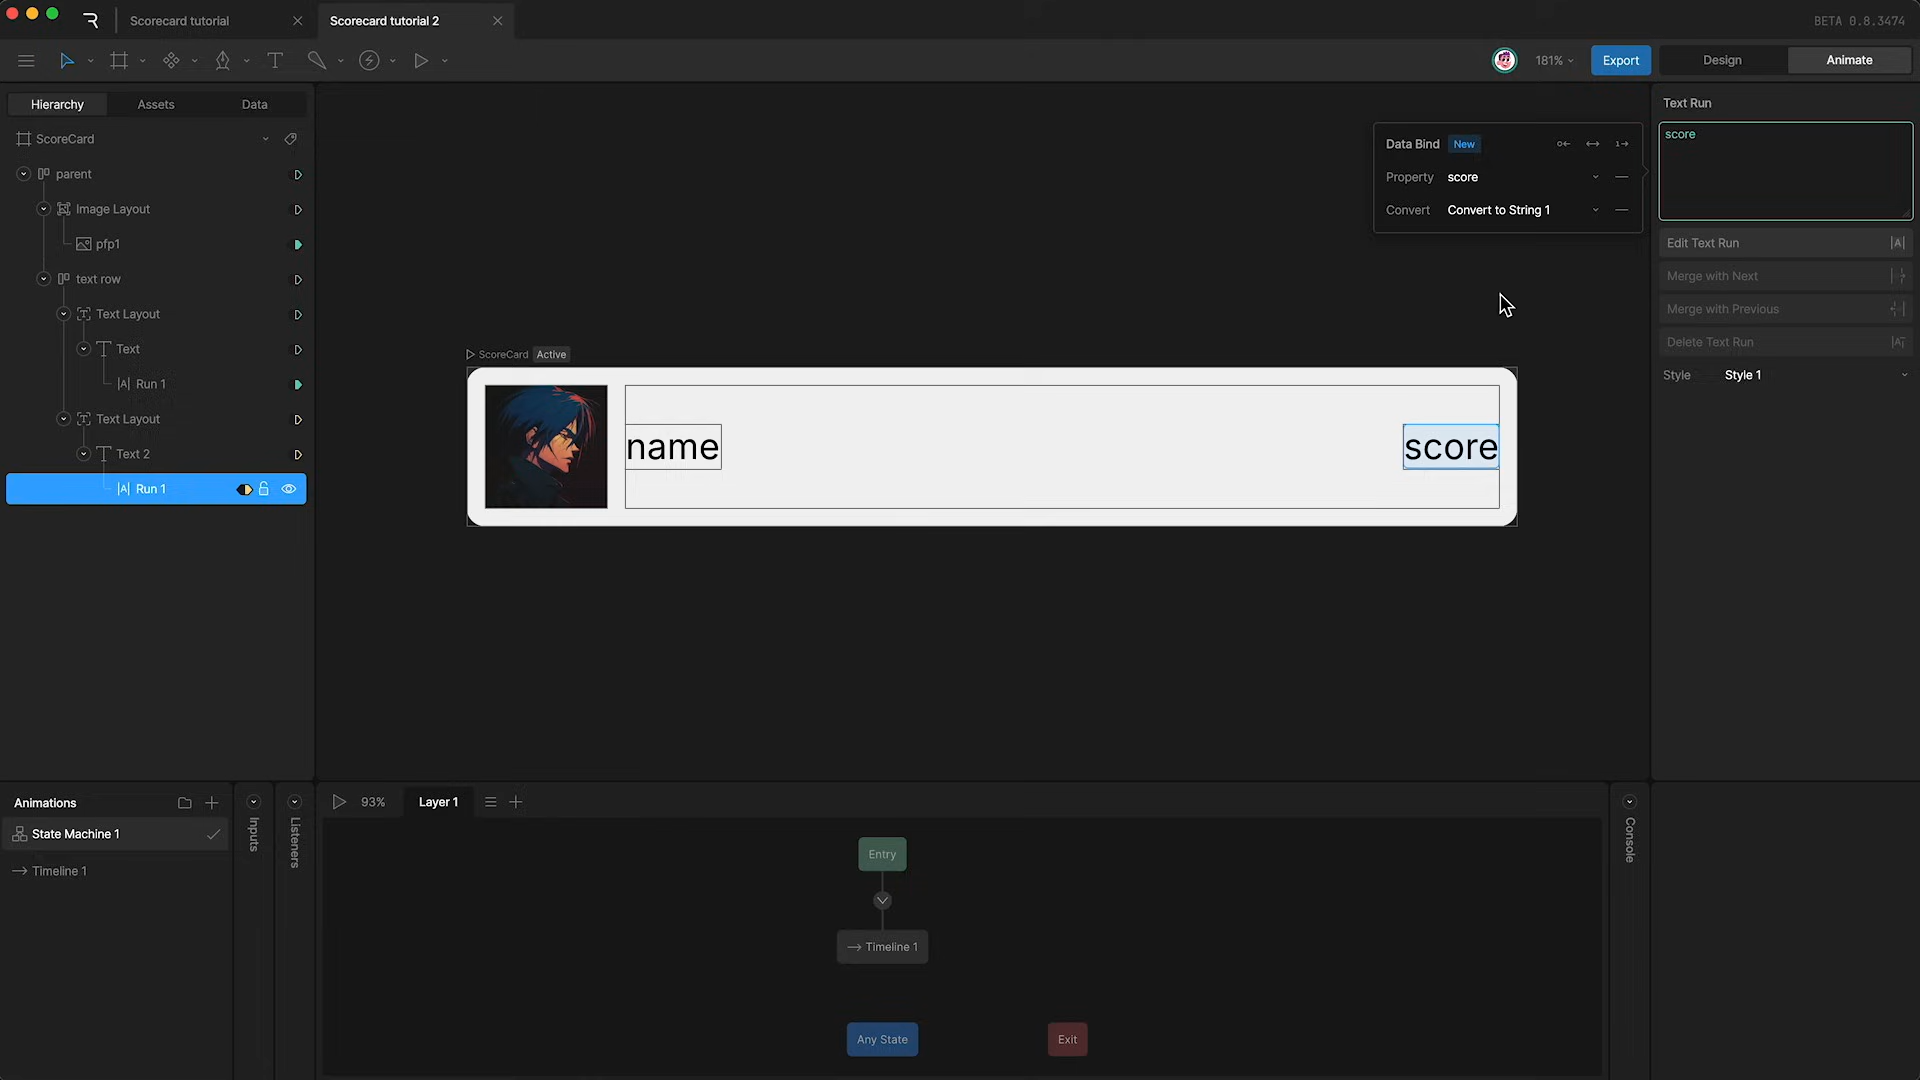 Scorecard tutorial
Scorecard tutorial 2
BETA 0.8.3474
181%
Export
Design
Animate
Hierarchy
Assets
Data
ScoreCard
parent
Image Layout
pfp1
text row
Text Layout
Text
Run 1
Text Layout
Text 2
Run 1
Data Bind
New
Property
score
Convert
Convert to String 1
Text Run
score
Edit Text Run
Merge with Next
Merge with Previous
Delete Text Run
Style
Style 1
ScoreCard
Active
name
score
Animations
State Machine 1
Timeline 1
Inputs
Listeners
93%
Layer 1
Entry
Timeline 1
Any State
Exit
Console